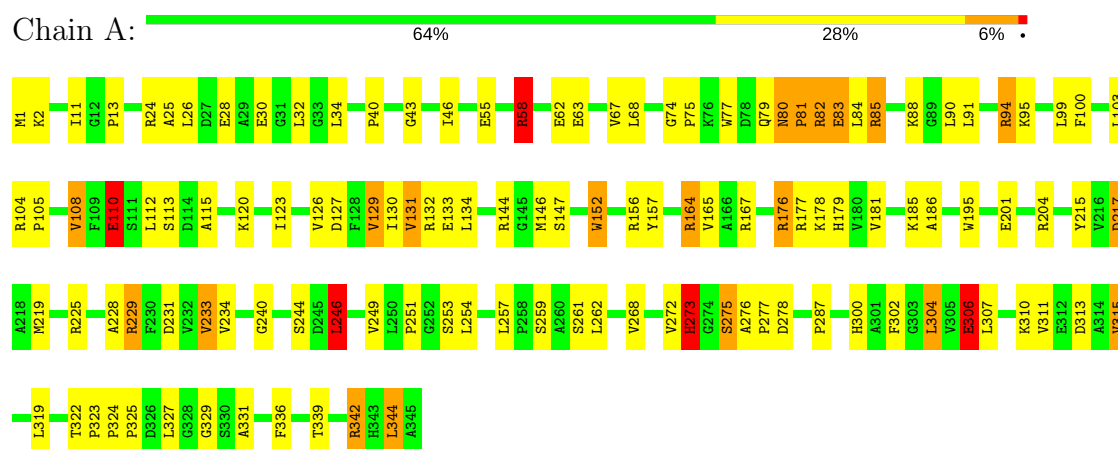 Chain A:
64% 28% 6% •
M1 K2 I11 G12 P13 R24 A25 L26 D27 E28 A29 E30 G31 L32 G33 L34 P40 G43 I46 E55 R58 E62 E63 V67 L68 G74 P75 K76 W77 D78 Q79 N80 P81 R82 E83 L84 R85 K88 G89 L90 L91 R94 K95 L99 F100 L103
R104 P105 V108 F109 E110 S111 L112 S113 D114 A115 K120 I123 V126 D127 F128 V129 I130 V131 R132 E133 L134 R144 G145 M146 S147 W152 R156 Y157 R164 V165 A166 R167 R176 R177 K178 H179 V180 V181 K185 A186 W195 E201 R204 Y215 V216 D217
A218 M219 R225 A228 R229 F230 D231 V232 V233 V234 G240 S244 D245 L246 V249 L250 P251 G252 S253 L254 L257 P258 S259 A260 S261 L262 V268 V272 H273 G274 S275 A276 P277 D278 P287 H300 A301 F302 G303 L304 V305 E306 L307 K310 V311 E312 D313 A314
L319 T322 P323 P324 P325 D326 L327 G328 G329 S330 A331 F336 T339 R342 H343 L344 A345